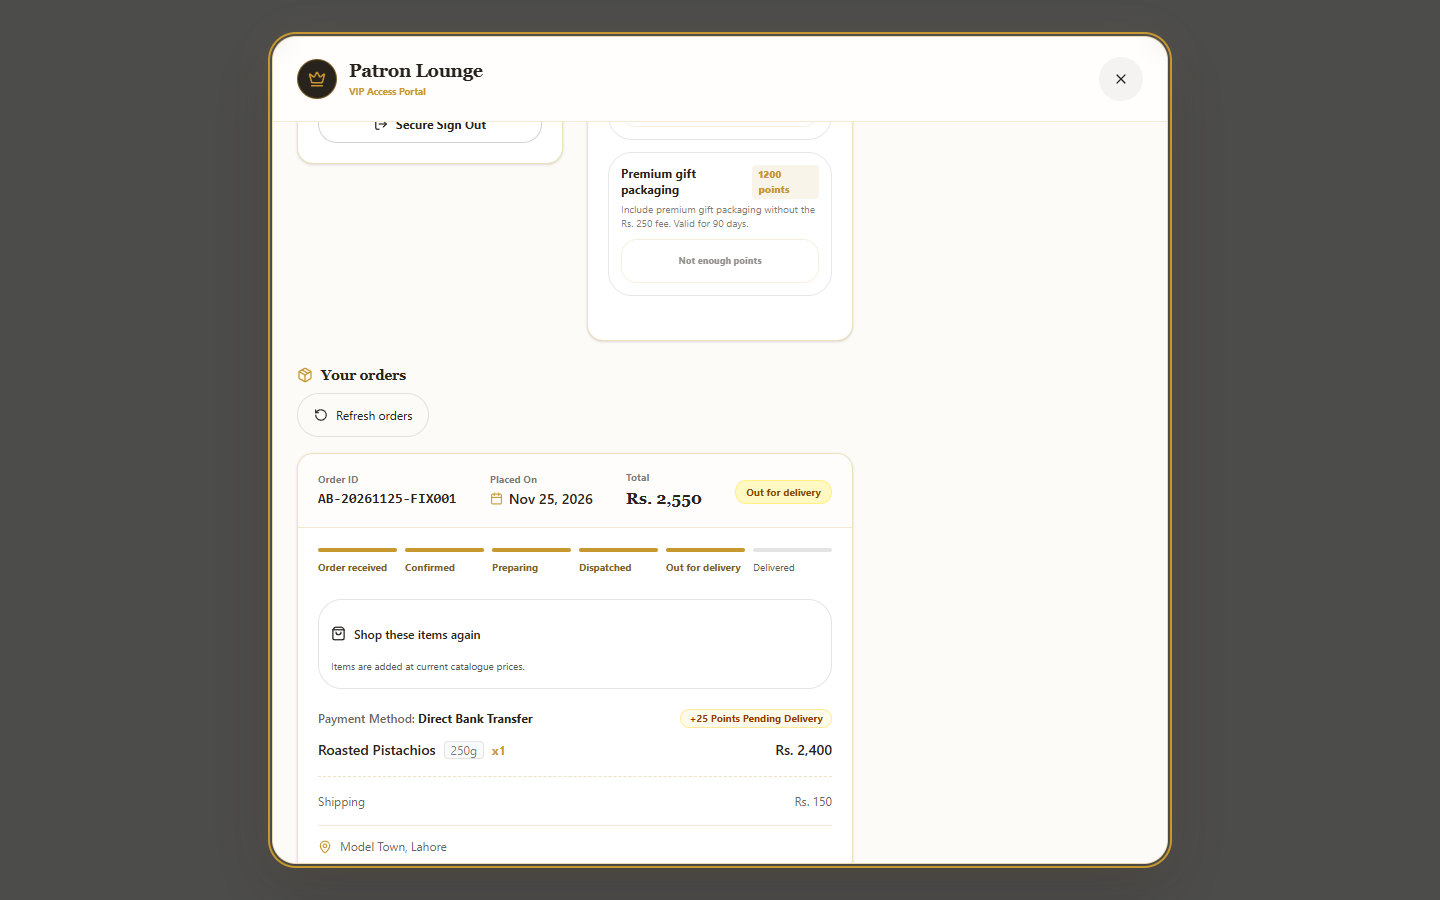 Patron Lounge
VIP Access Portal
Secure Sign Out
Premium gift packaging
1200 points
Include premium gift packaging without the
Rs. 250 fee. Valid for 90 days.
Not enough points
Your orders
Refresh orders
Order ID
AB-20261125-FIX001
Placed On
Nov 25, 2026
Total
Rs. 2,550
Out for delivery
Order received
Confirmed
Preparing
Dispatched
Out for delivery
Delivered
Shop these items again
Items are added at current catalogue prices.
Payment Method: Direct Bank Transfer
+25 Points Pending Delivery
Roasted Pistachios 250g x1
Rs. 2,400
Shipping
Rs. 150
Model Town, Lahore